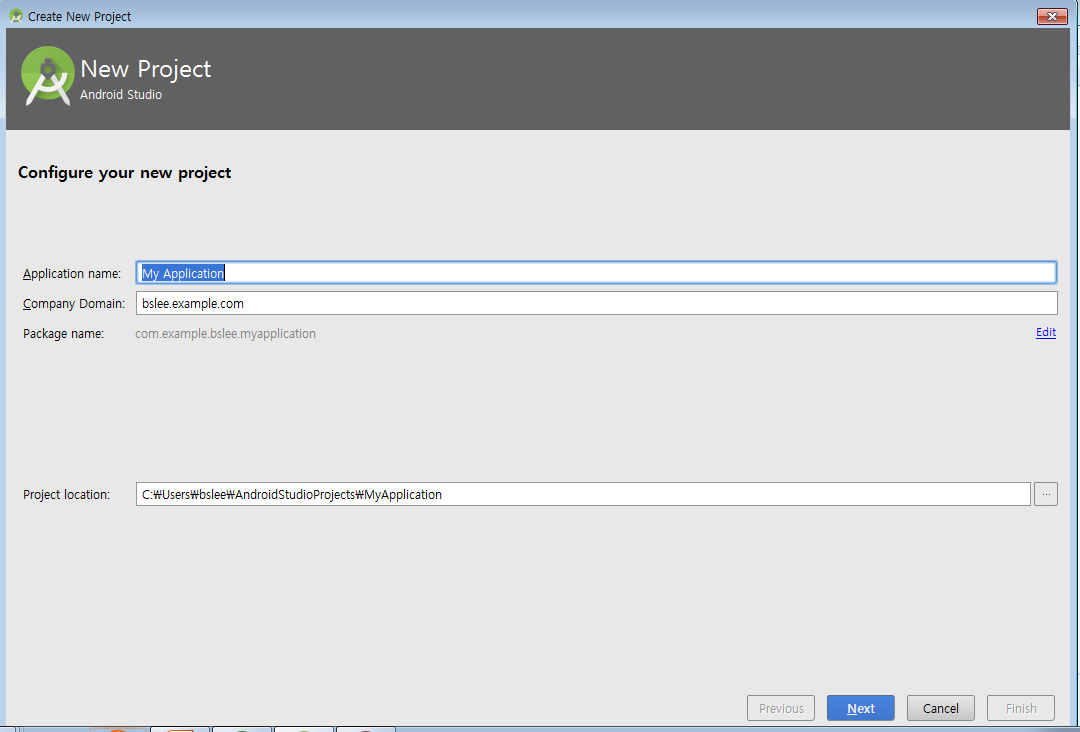 Create New Project
New Project
Android Studio
Configure your new project
Application name: My Application
Company Domain: bslee.example.com
Package name: com.example.bslee.myapplication Edit
Project location: C:₩Users₩bslee₩AndroidStudioProjects₩MyApplication ...
Previous Next Cancel Finish